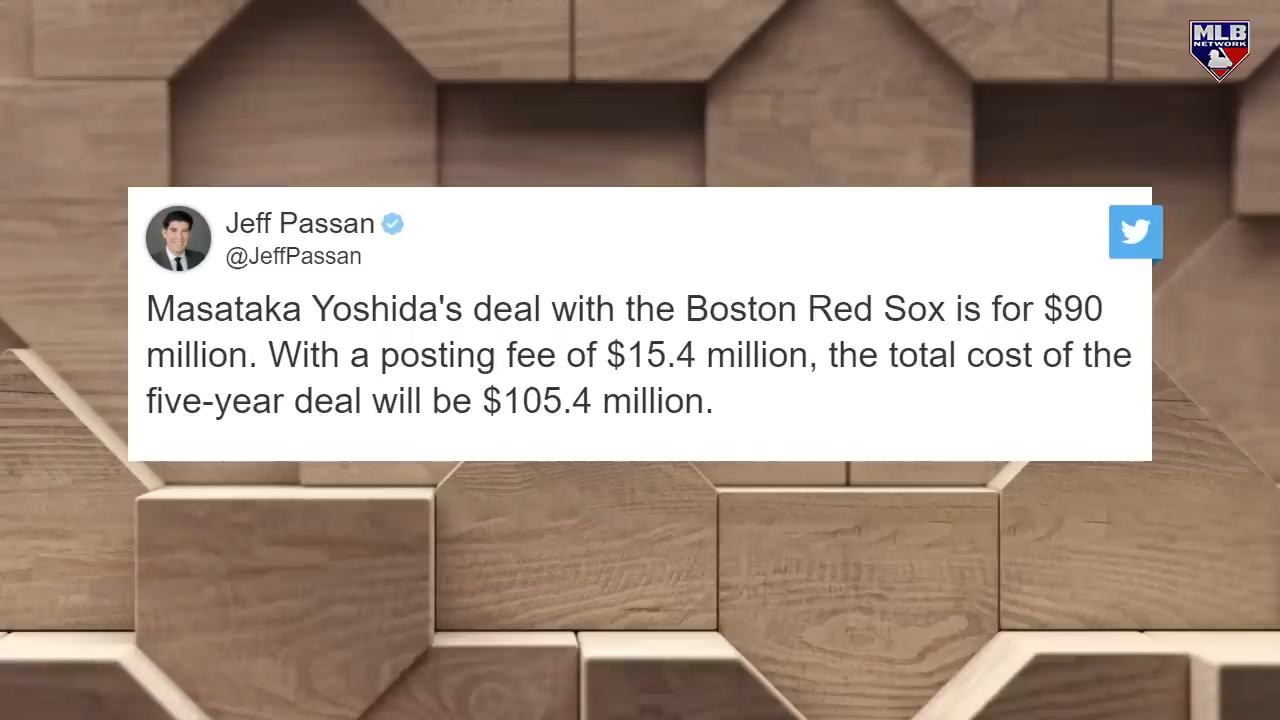 MLB
NETWORK
Jeff Passan
@JeffPassan
Masataka Yoshida's deal with the Boston Red Sox is for $90
million. With a posting fee of $15.4 million, the total cost of the
five-year deal will be $105.4 million.